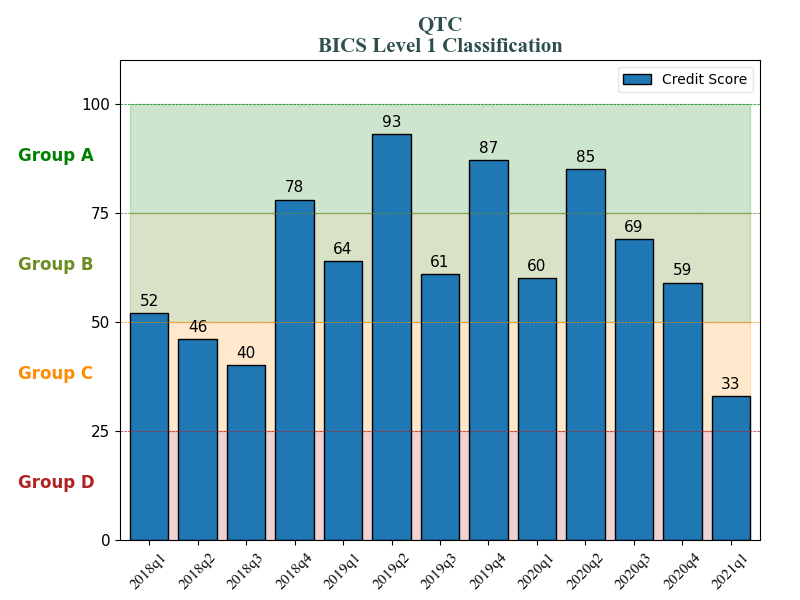 QTC
BICS Level 1 Classification
Credit Score
100
75
50
25
0
Group A
Group B
Group C
Group D
52
46
40
78
64
93
61
87
60
85
69
59
33
2018q1
2018q2
2018q3
2018q4
2019q1
2019q2
2019q3
2019q4
2020q1
2020q2
2020q3
2020q4
2021q1